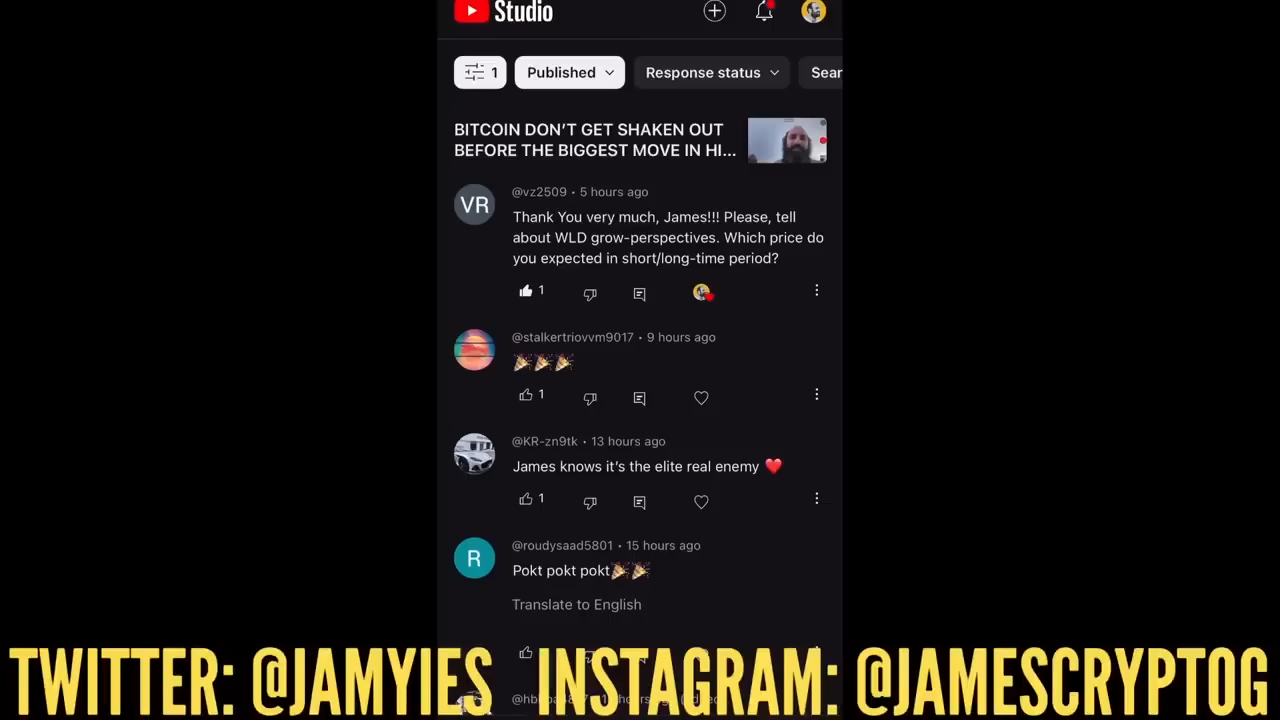 Studio
1 Published Response status Sear
BITCOIN DON'T GET SHAKEN OUT
BEFORE THE BIGGEST MOVE IN HI...
VR
@vz2509 • 5 hours ago
Thank You very much, James!!! Please, tell
about WLD grow-perspectives. Which price do
you expected in short/long-time period?
1
@stalkertriovvm9017 • 9 hours ago
🎉🎉🎉
1
@KR-zn9tk • 13 hours ago
James knows it's the elite real enemy ❤️
1
R
@roudysaad5801 • 15 hours ago
Pokt pokt pokt🎉🎉
Translate to English
TWITTER: @JAMYIES INSTAGRAM: @JAMESCRYPTOG